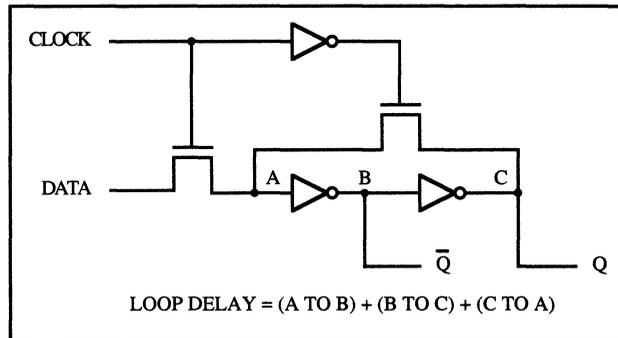 CLOCK
DATA
A
B
C
Q̅
Q
LOOP DELAY = (A TO B) + (B TO C) + (C TO A)